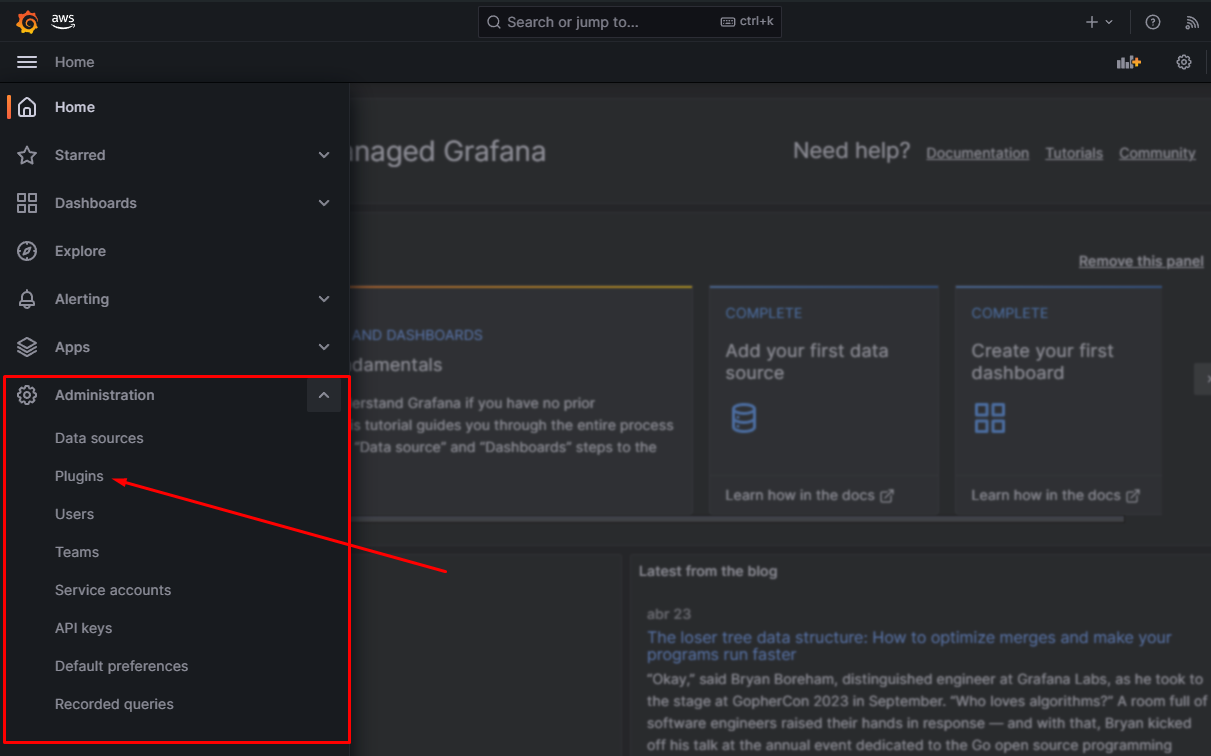 aws
Search or jump to...
ctrl+k
Home
Home
Starred
Dashboards
Explore
Alerting
Apps
Administration
Data sources
Plugins
Users
Teams
Service accounts
API keys
Default preferences
Recorded queries
naged Grafana
Need help?
Documentation
Tutorials
Community
Remove this panel
AND DASHBOARDS
damentals
erstand Grafana if you have no prior
s tutorial guides you through the entire process
"Data source" and "Dashboards" steps to the
COMPLETE
Add your first data
source
Learn how in the docs
COMPLETE
Create your first
dashboard
Learn how in the docs
Latest from the blog
abr 23
The loser tree data structure: How to optimize merges and make your
programs run faster
"Okay," said Bryan Boreham, distinguished engineer at Grafana Labs, as he took to
the stage at GopherCon 2023 in September. "Who loves algorithms?" A room full of
software engineers raised their hands in response — and with that, Bryan kicked
off his talk at the annual event dedicated to the Go open source programming